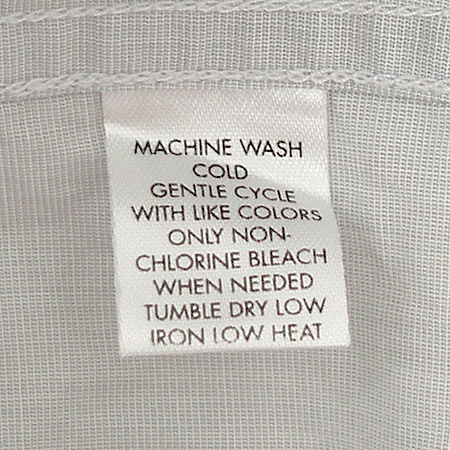 MACHINE WASH
COLD
GENTLE CYCLE
WITH LIKE COLORS
ONLY NON-
CHLORINE BLEACH
WHEN NEEDED
TUMBLE DRY LOW
IRON LOW HEAT